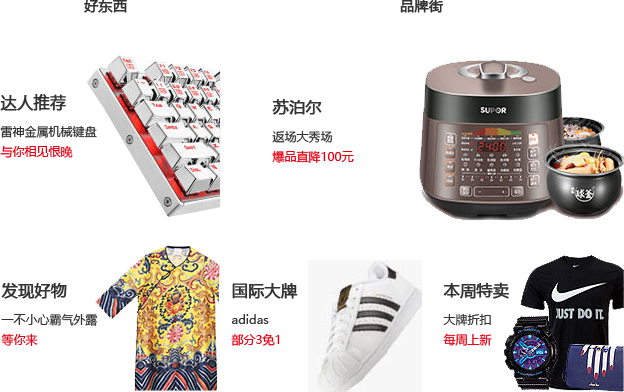 好东西
品牌街
达人推荐
雷神金属机械键盘
与你相见恨晚
苏泊尔
返场大秀场
爆品直降100元
SUPOR
24:00
球釜
发现好物
一不小心霸气外露
等你来
国际大牌
adidas
部分3免1
本周特卖
大牌折扣
每周上新
JUST DO IT.